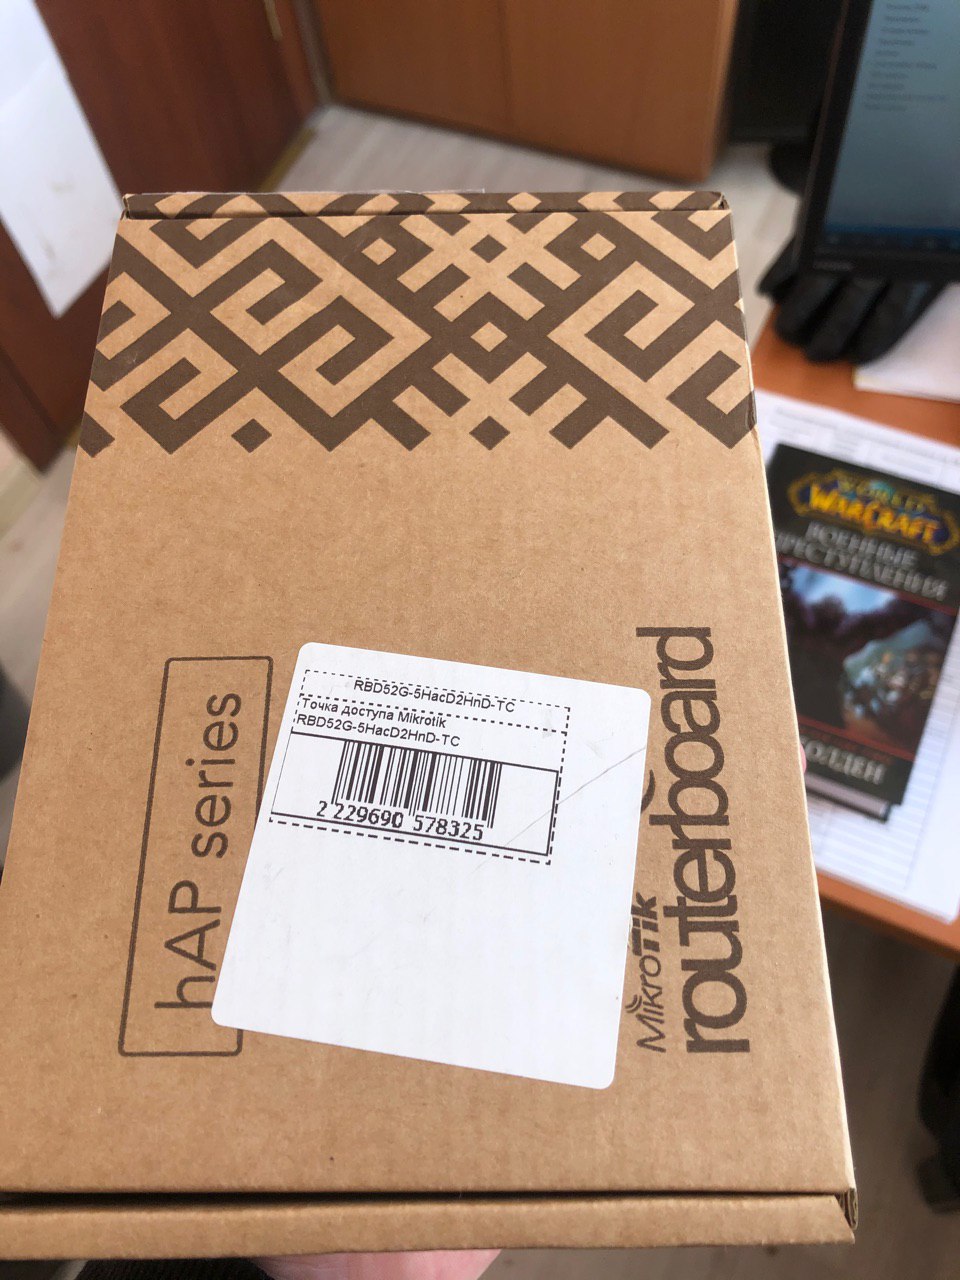 RBD52G-5HacD2HnD-TC
Точка доступа Mikrotik
RBD52G-5HacD2HnD-TC
2 229690 578325
hAP series
MikroTik
routerboard
WORLD
WARCRAFT
ВОЕННЫЕ
ПРЕСТУПЛЕНИЯ